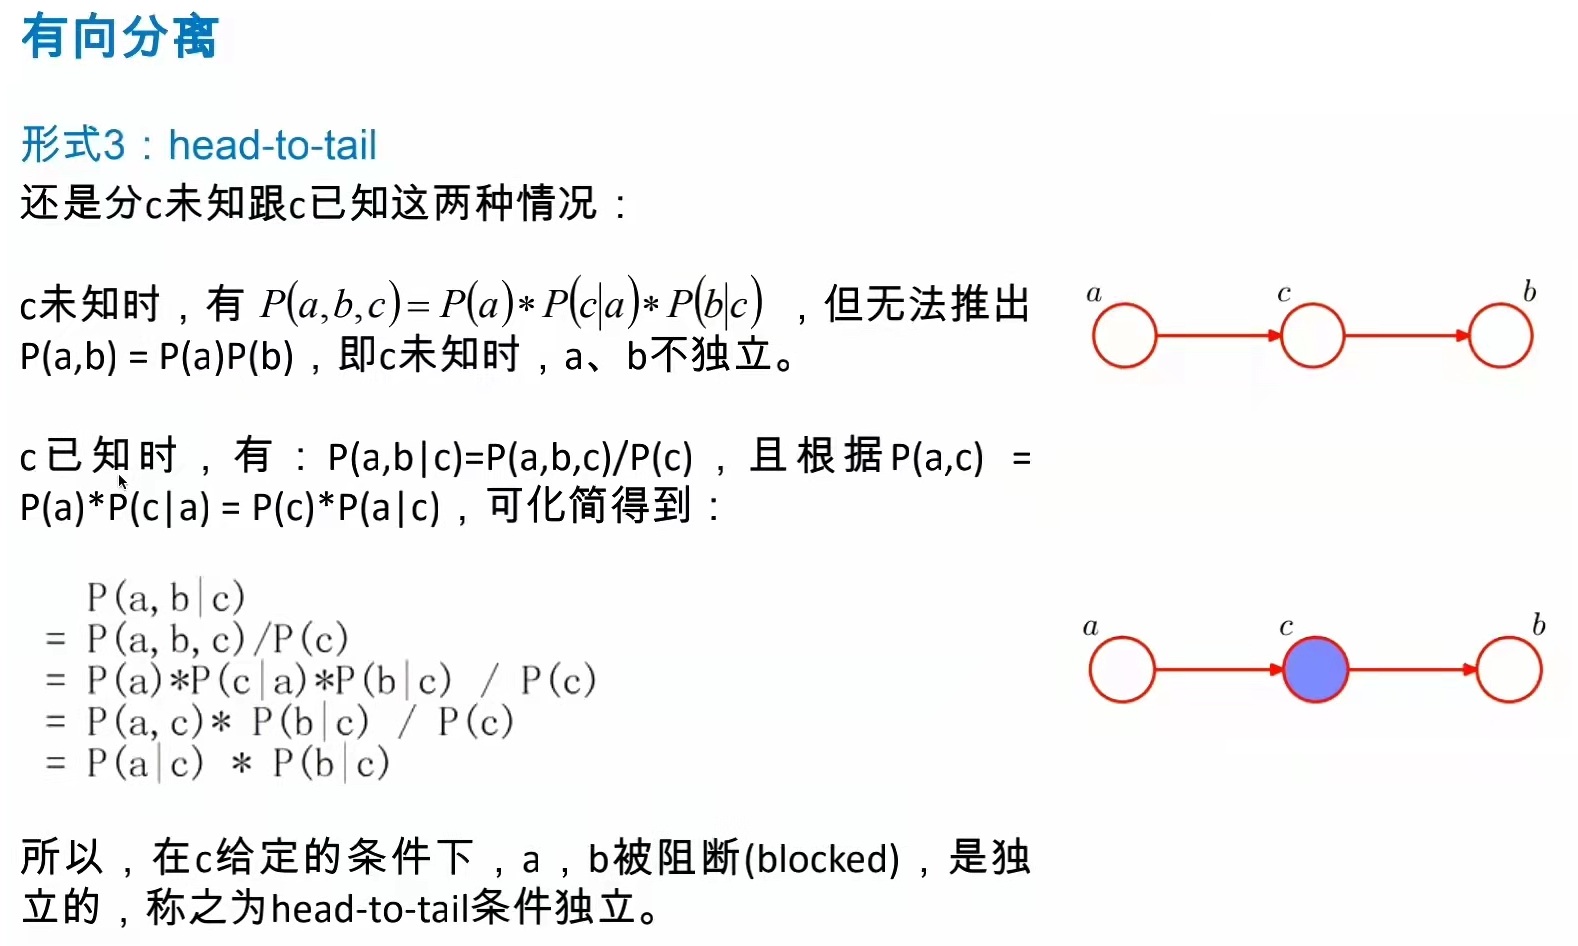 有向分离
形式3：head-to-tail
还是分c未知跟c已知这两种情况：
c未知时，有 P(a,b,c)=P(a)*P(c|a)*P(b|c) ，但无法推出
a c b
P(a,b) = P(a)P(b)，即c未知时，a、b不独立。
c已知时，有：P(a,b|c)=P(a,b,c)/P(c)，且根据P(a,c) =
P(a)*P(c|a) = P(c)*P(a|c)，可化简得到：
P(a,b|c)
= P(a,b,c)/P(c)
= P(a)*P(c|a)*P(b|c) / P(c)
= P(a,c)* P(b|c) / P(c)
= P(a|c) * P(b|c)
a c b
所以，在c给定的条件下，a，b被阻断(blocked)，是独
立的，称之为head-to-tail条件独立。